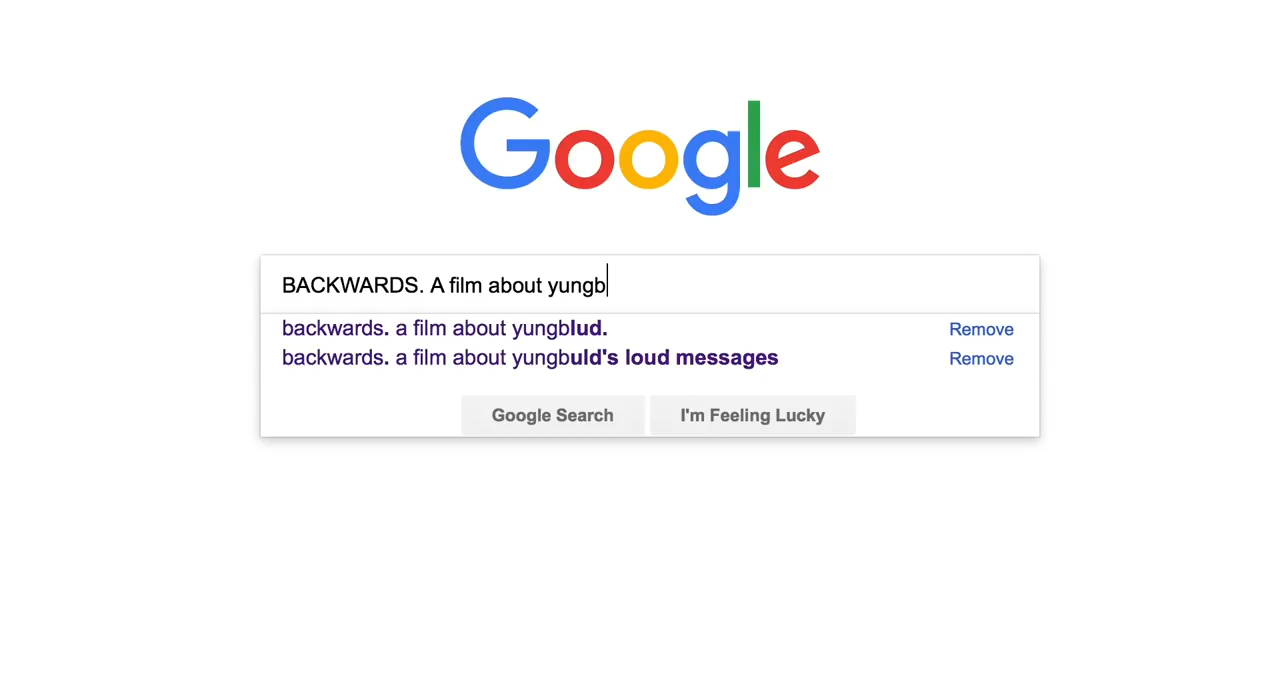 Google
BACKWARDS. A film about yungb
backwards. a film about yungblud. Remove
backwards. a film about yungbuld's loud messages Remove
Google Search I'm Feeling Lucky